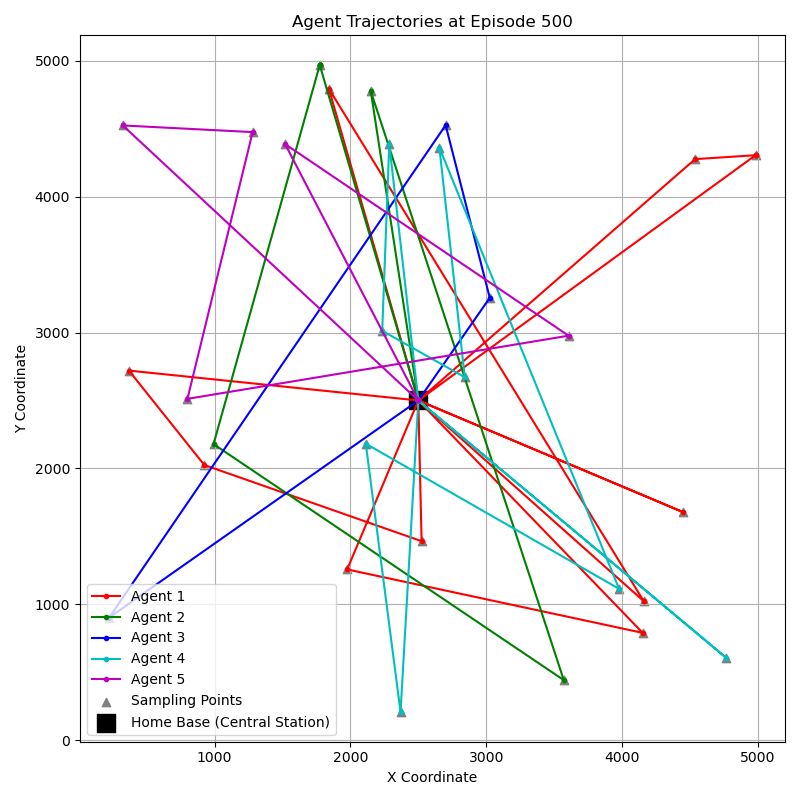 Agent Trajectories at Episode 500
Y Coordinate
5000
4000
3000
2000
1000
0
Agent 1
Agent 2
Agent 3
Agent 4
Agent 5
Sampling Points
Home Base (Central Station)
1000 2000 3000 4000 5000
X Coordinate